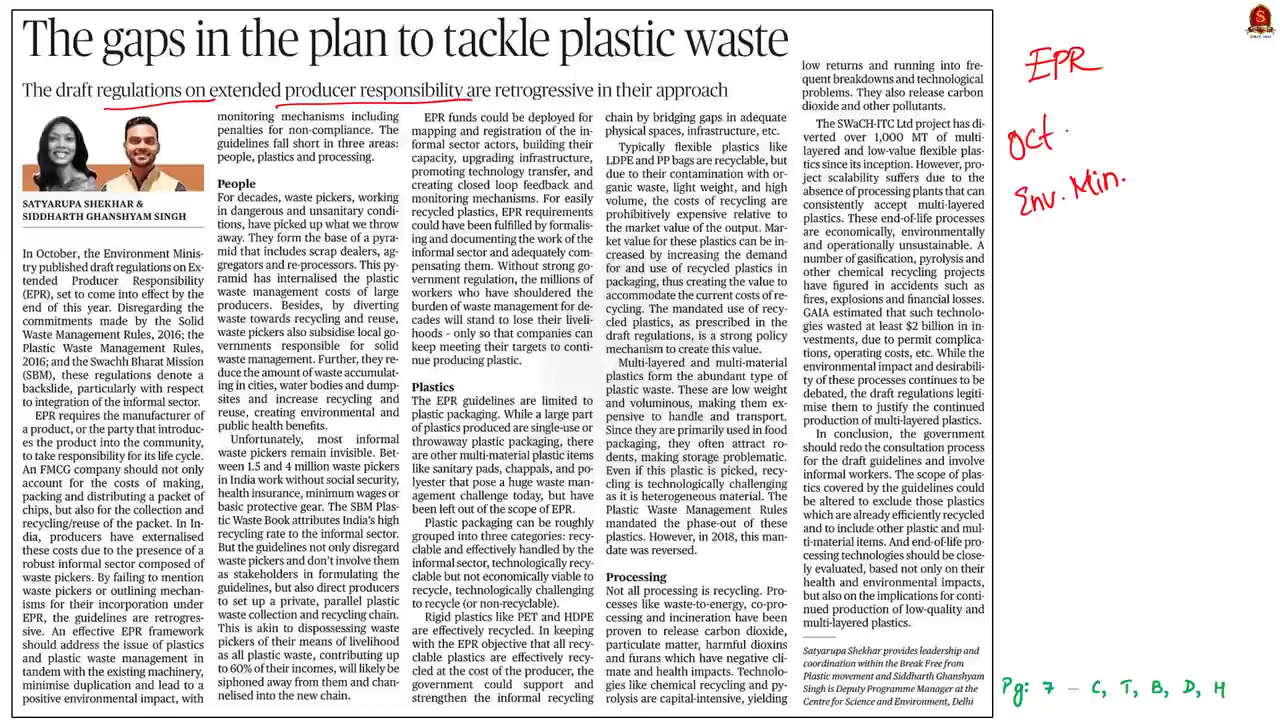 The gaps in the plan to tackle plastic waste
The draft regulations on extended producer responsibility are retrogressive in their approach
SATYARUPA SHEKHAR &
SIDDHARTH GHANSHYAM SINGH
In October, the Environment Minis-
try published draft regulations on Ex-
tended Producer Responsibility
(EPR), set to come into effect by the
end of this year. Disregarding the
commitments made by the Solid
Waste Management Rules, 2016; the
Plastic Waste Management Rules,
2016; and the Swachh Bharat Mission
(SBM), these regulations denote a
backslide, particularly with respect
to integration of the informal sector.
EPR requires the manufacturer of
a product, or the party that introduc-
es the product into the community,
to take responsibility for its life cycle.
An FMCG company should not only
account for the costs of making,
packing and distributing a packet of
chips, but also for the collection and
recycling/reuse of the packet. In In-
dia, producers have externalised
these costs due to the presence of a
robust informal sector composed of
waste pickers. By failing to mention
waste pickers or outlining mechan-
isms for their incorporation under
EPR, the guidelines are retrogres-
sive. An effective EPR framework
should address the issue of plastics
and plastic waste management in
tandem with the existing machinery,
minimise duplication and lead to a
positive environmental impact, with
monitoring mechanisms including
penalties for non-compliance. The
guidelines fall short in three areas:
people, plastics and processing.
People
For decades, waste pickers, working
in dangerous and unsanitary condi-
tions, have picked up what we throw
away. They form the base of a pyra-
mid that includes scrap dealers, ag-
gregators and re-processors. This py-
ramid has internalised the plastic
waste management costs of large
producers. Besides, by diverting
waste towards recycling and reuse,
waste pickers also subsidise local go-
vernments responsible for solid
waste management. Further, they re-
duce the amount of waste accumulat-
ing in cities, water bodies and dump-
sites and increase recycling and
reuse, creating environmental and
public health benefits.
Unfortunately, most informal
waste pickers remain invisible. Bet-
ween 1.5 and 4 million waste pickers
in India work without social security,
health insurance, minimum wages or
basic protective gear. The SBM Plas-
tic Waste Book attributes India's high
recycling rate to the informal sector.
But the guidelines not only disregard
waste pickers and don't involve them
as stakeholders in formulating the
guidelines, but also direct producers
to set up a private, parallel plastic
waste collection and recycling chain.
This is akin to dispossessing waste
pickers of their means of livelihood
as all plastic waste, contributing up
to 60% of their incomes, will likely be
siphoned away from them and chan-
nelised into the new chain.
EPR funds could be deployed for
mapping and registration of the in-
formal sector actors, building their
capacity, upgrading infrastructure,
promoting technology transfer, and
creating closed loop feedback and
monitoring mechanisms. For easily
recycled plastics, EPR requirements
could have been fulfilled by formalis-
ing and documenting the work of the
informal sector and adequately com-
pensating them. Without strong go-
vernment regulation, the millions of
workers who have shouldered the
burden of waste management for de-
cades will stand to lose their liveli-
hoods – only so that companies can
keep meeting their targets to conti-
nue producing plastic.
Plastics
The EPR guidelines are limited to
plastic packaging. While a large part
of plastics produced are single-use or
throwaway plastic packaging, there
are other multi-material plastic items
like sanitary pads, chappals, and po-
lyester that pose a huge waste ma-
nagement challenge today, but have
been left out of the scope of EPR.
Plastic packaging can be roughly
grouped into three categories: recy-
clable and effectively handled by the
informal sector, technologically recy-
clable but not economically viable to
recycle, technologically challenging
to recycle (or non-recyclable).
Rigid plastics like PET and HDPE
are effectively recycled. In keeping
with the EPR objective that all recy-
clable plastics are effectively recy-
cled at the cost of the producer, the
government could support and
strengthen the informal recycling
chain by bridging gaps in adequate
physical spaces, infrastructure, etc.
Typically flexible plastics like
LDPE and PP bags are recyclable, but
due to their contamination with or-
ganic waste, light weight, and high
volume, the costs of recycling are
prohibitively expensive relative to
the market value of the output. Mar-
ket value for these plastics can be in-
creased by increasing the demand
for and use of recycled plastics in
packaging, thus creating the value to
accommodate the current costs of re-
cycling. The mandated use of recy-
cled plastics, as prescribed in the
draft regulations, is a strong policy
mechanism to create this value.
Multi-layered and multi-material
plastics form the abundant type of
plastic waste. These are low weight
and voluminous, making them ex-
pensive to handle and transport.
Since they are primarily used in food
packaging, they often attract ro-
dents, making storage problematic.
Even if this plastic is picked, recy-
cling is technologically challenging
as it is heterogeneous material. The
Plastic Waste Management Rules
mandated the phase-out of these
plastics. However, in 2018, this man-
date was reversed.
Processing
Not all processing is recycling. Pro-
cesses like waste-to-energy, co-pro-
cessing and incineration have been
proven to release carbon dioxide,
particulate matter, harmful dioxins
and furans which have negative cli-
mate and health impacts. Technolo-
gies like chemical recycling and py-
rolysis are capital-intensive, yielding
low returns and running into fre-
quent breakdowns and technological
problems. They also release carbon
dioxide and other pollutants.
The SWaCH-ITC Ltd project has di-
verted over 1,000 MT of multi-
layered and low-value flexible plas-
tics since its inception. However, pro-
ject scalability suffers due to the
absence of processing plants that can
consistently accept multi-layered
plastics. These end-of-life processes
are economically, environmentally
and operationally unsustainable. A
number of gasification, pyrolysis and
other chemical recycling projects
have figured in accidents such as
fires, explosions and financial losses.
GAIA estimated that such technolo-
gies wasted at least $2 billion in in-
vestments, due to permit complica-
tions, operating costs, etc. While the
environmental impact and desirabili-
ty of these processes continues to be
debated, the draft regulations legiti-
mise them to justify the continued
production of multi-layered plastics.
In conclusion, the government
should redo the consultation process
for the draft guidelines and involve
informal workers. The scope of plas-
tics covered by the guidelines could
be altered to exclude those plastics
which are already efficiently recycled
and to include other plastic and mul-
ti-material items. And end-of-life pro-
cessing technologies should be close-
ly evaluated, based not only on their
health and environmental impacts,
but also on the implications for conti-
nued production of low-quality and
multi-layered plastics.
Satyarupa Shekhar provides leadership and
coordination within the Break Free from
Plastic movement and Siddharth Ghanshyam
Singh is Deputy Programme Manager at the
Centre for Science and Environment, Delhi
EPR
Oct.
Env. Min.
Pg: 7 – C, T, B, D, H
S